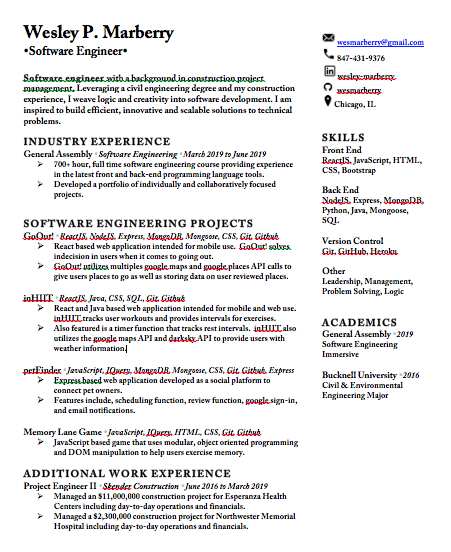 Wesley P. Marberry
•Software Engineer•
Software engineer with a background in construction project
management. Leveraging a civil engineering degree and my construction
experience, I weave logic and creativity into software development. I am
inspired to build efficient, innovative and scalable solutions to technical
problems.
INDUSTRY EXPERIENCE
General Assembly •Software Engineering •March 2019 to June 2019
➢ 700+ hour, full time software engineering course providing experience
in the latest front and back-end programming language tools.
➢ Developed a portfolio of individually and collaboratively focused
projects.
SOFTWARE ENGINEERING PROJECTS
GoOut! •ReactJS, NodeJS, Express, MongoDB, Mongoose, CSS, Git, Github
➢ React based web application intended for mobile use. GoOut! solves
indecision in users when it comes to going out.
➢ GoOut! utilizes multiples google maps and google places API calls to
give users places to go as well as storing data on user reviewed places.
inHIIT •ReactJS, Java, CSS, SQL, Git, Github
➢ React and Java based web application intended for mobile and web use.
inHIIT tracks user workouts and provides intervals for exercises.
➢ Also featured is a timer function that tracks rest intervals. inHIIT also
utilizes the google maps API and darksky API to provide users with
weather information.
petFinder •JavaScript, JQuery, MongoDB, Mongoose, CSS, Git, Github, Express
➢ Express based web application developed as a social platform to
connect pet owners.
➢ Features include, scheduling function, review function, google sign-in,
and email notifications.
Memory Lane Game •JavaScript, JQuery, HTML, CSS, Git, Github
➢ JavaScript based game that uses modular, object oriented programming
and DOM manipulation to help users exercise memory.
ADDITIONAL WORK EXPERIENCE
Project Engineer II •Skender Construction •June 2016 to March 2019
➢ Managed an $11,000,000 construction project for Esperanza Health
Centers including day-to-day operations and financials.
➢ Managed a $2,300,000 construction project for Northwester Memorial
Hospital including day-to-day operations and financials.
wesmarberry@gmail.com
847-431-9376
wesley-marberry
wesmarberry
Chicago, IL
SKILLS
Front End
ReactJS, JavaScript, HTML,
CSS, Bootstrap
Back End
NodeJS, Express, MongoDB,
Python, Java, Mongoose,
SQL
Version Control
Git, GitHub, Heroku
Other
Leadership, Management,
Problem Solving, Logic
ACADEMICS
General Assembly •2019
Software Engineering
Immersive
Bucknell University •2016
Civil & Environmental
Engineering Major